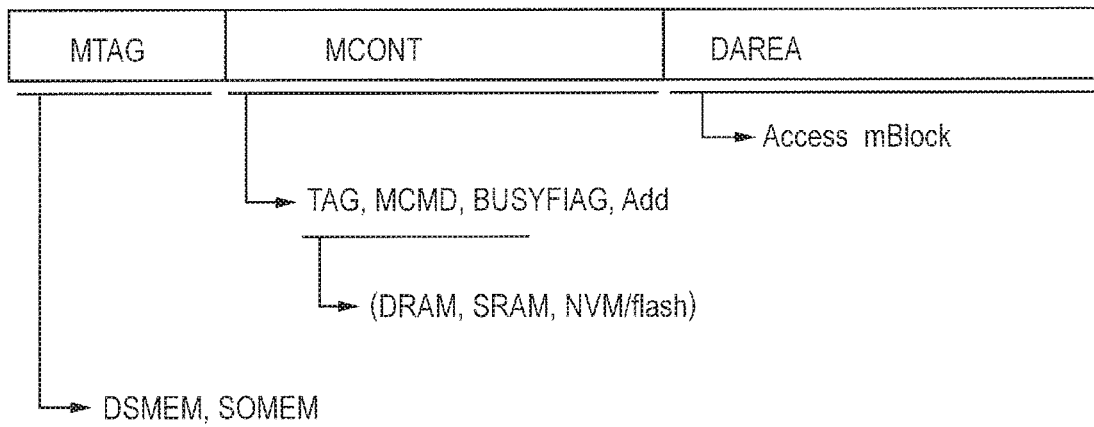 MTAG MCONT DAREA
Access mBlock
TAG, MCMD, BUSYFIAG, Add
(DRAM, SRAM, NVM/flash)
DSMEM, SOMEM